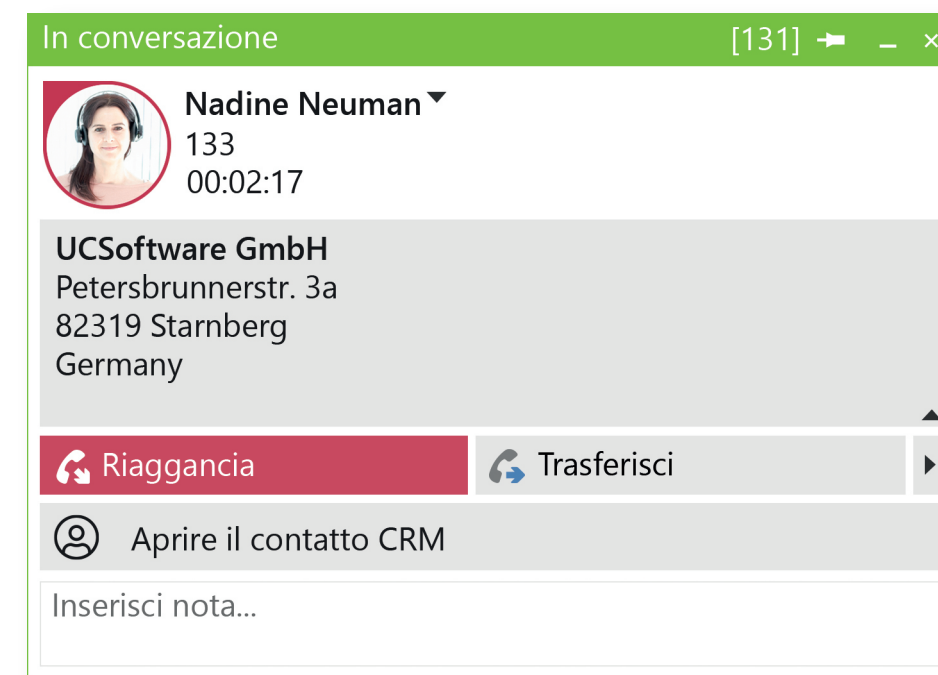 In conversazione [131]
Nadine Neuman
133
00:02:17
UCSoftware GmbH
Petersbrunnerstr. 3a
82319 Starnberg
Germany
Riaggancia Trasferisci
Aprire il contatto CRM
Inserisci nota...